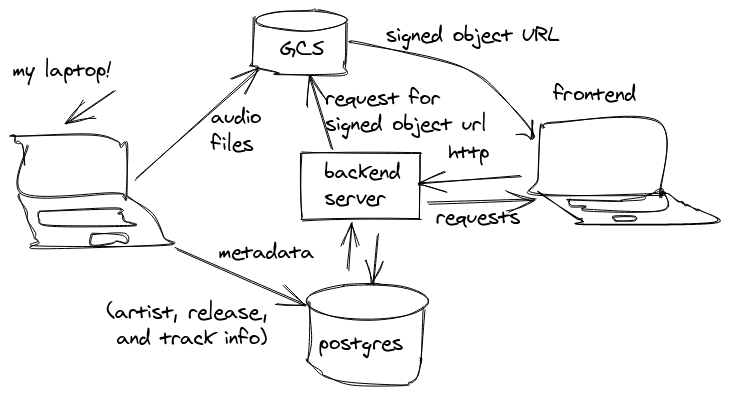 signed object URL
GCS
my laptop!
frontend
request for
signed object url
audio
files
http
backend
server
requests
metadata
(artist, release,
and track info)
postgres